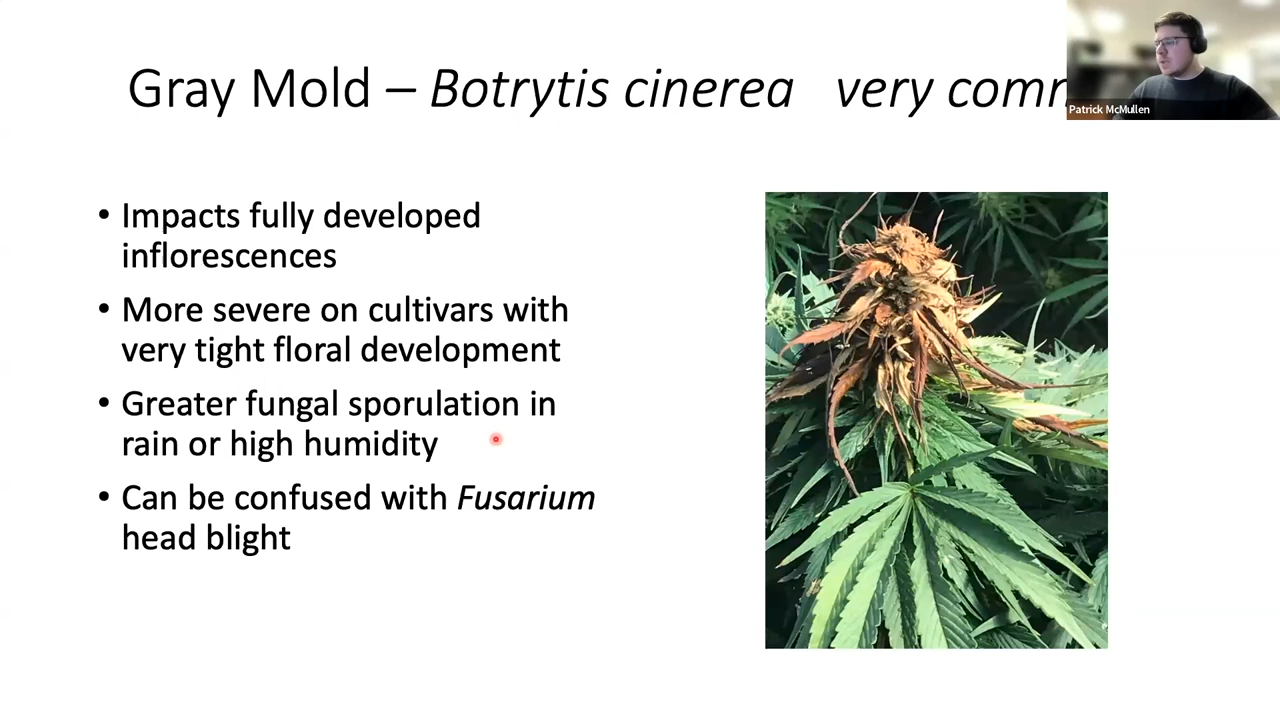 Gray Mold – Botrytis cinerea very
Patrick McMullen
• Impacts fully developed
inflorescences
• More severe on cultivars with
very tight floral development
• Greater fungal sporulation in
rain or high humidity
• Can be confused with Fusarium
head blight